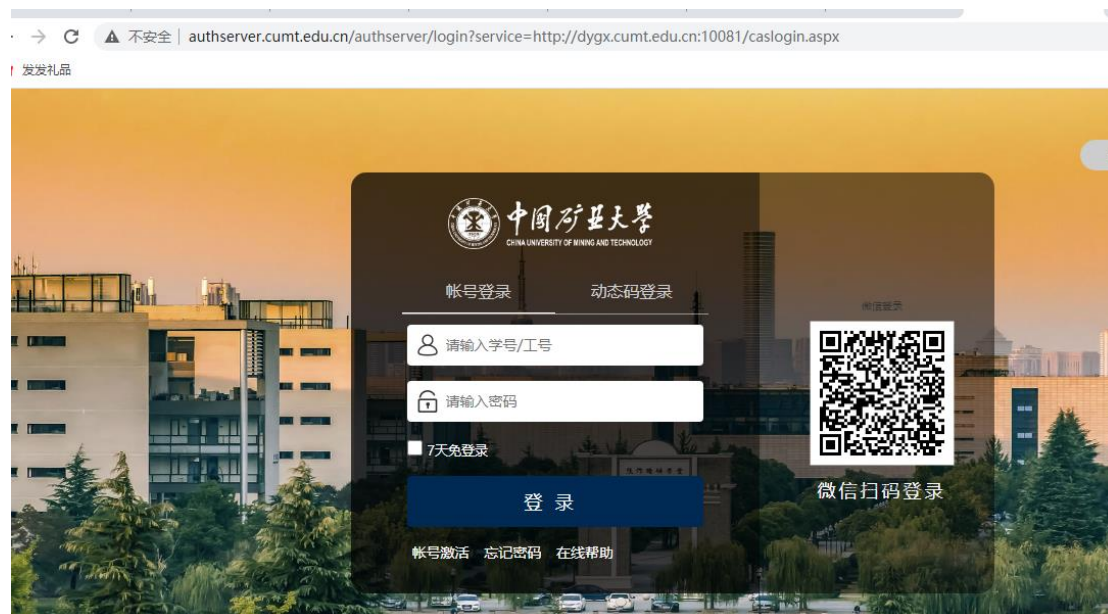 不安全 | authserver.cumt.edu.cn/authserver/login?service=http://dygx.cumt.edu.cn:10081/caslogin.aspx
发发礼品
中国矿业大学
CHINA UNIVERSITY OF MINING AND TECHNOLOGY
帐号登录 动态码登录
微信登录
请输入学号/工号
请输入密码
7天免登录
登 录
微信扫码登录
帐号激活 忘记密码 在线帮助